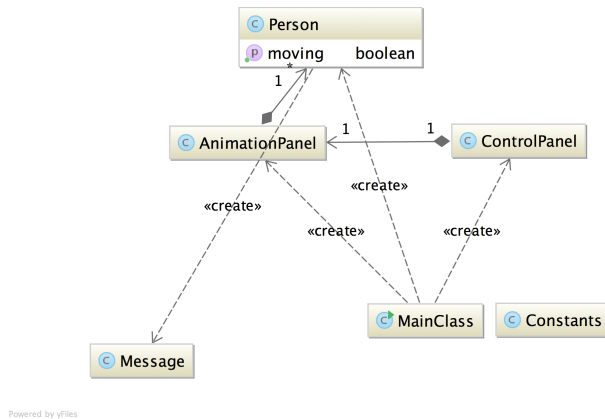 C Person
p moving boolean
*
1
C AnimationPanel
1
1
C ControlPanel
«create»
«create»
«create»
«create»
C MainClass
C Constants
C Message
Powered by yFiles